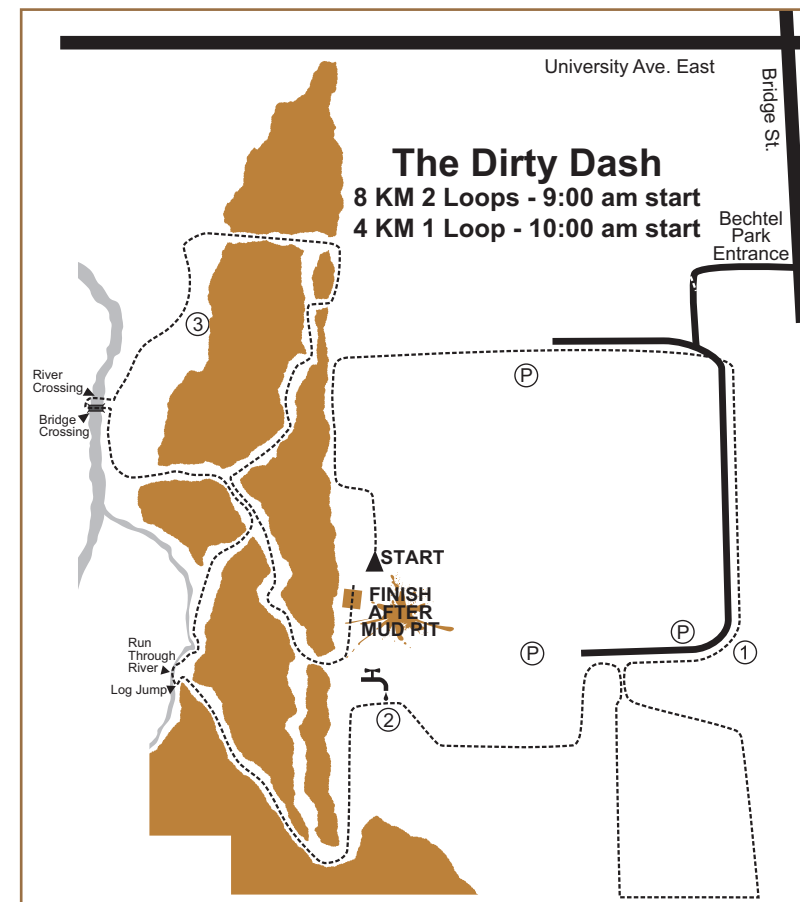 University Ave. East
Bridge St.
The Dirty Dash
8 KM 2 Loops - 9:00 am start
4 KM 1 Loop - 10:00 am start
Bechtel
Park
Entrance
3
River
Crossing
Bridge
Crossing
P
START
FINISH
AFTER
MUD PIT
P
P
1
Run
Through
River
Log Jump
2